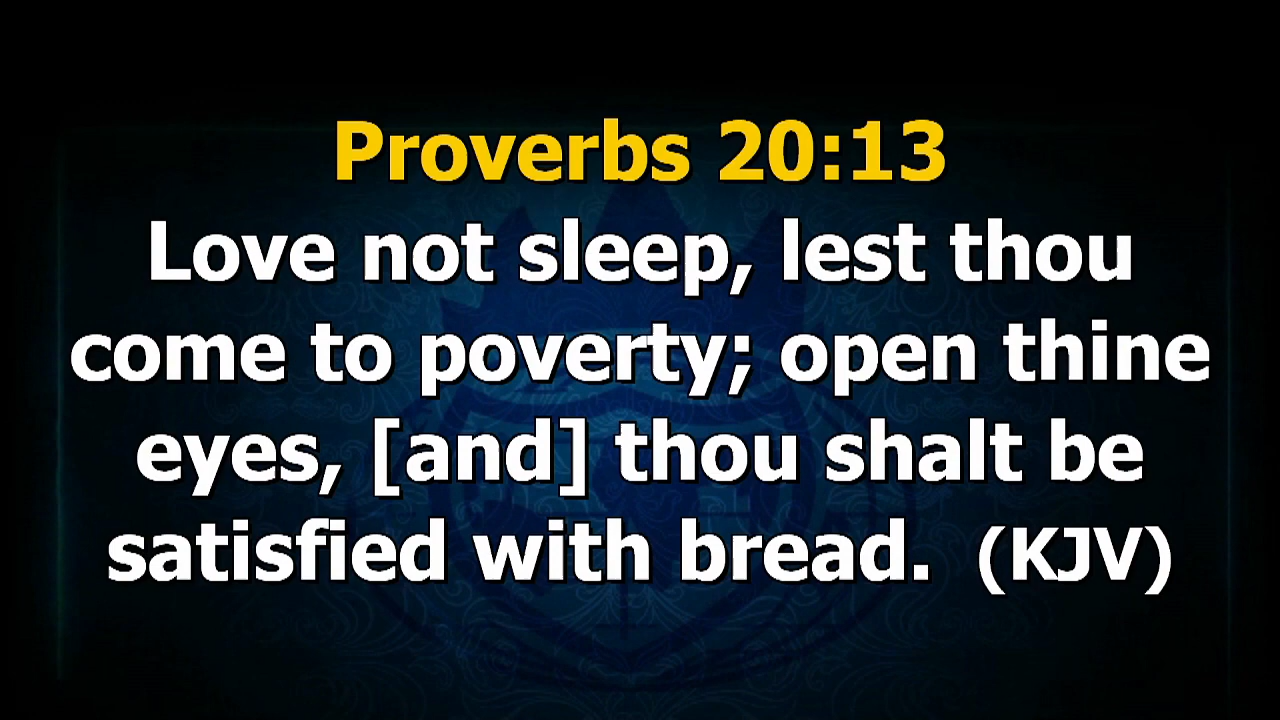 Proverbs 20:13
Love not sleep, lest thou
come to poverty; open thine
eyes, [and] thou shalt be
satisfied with bread.  (KJV)